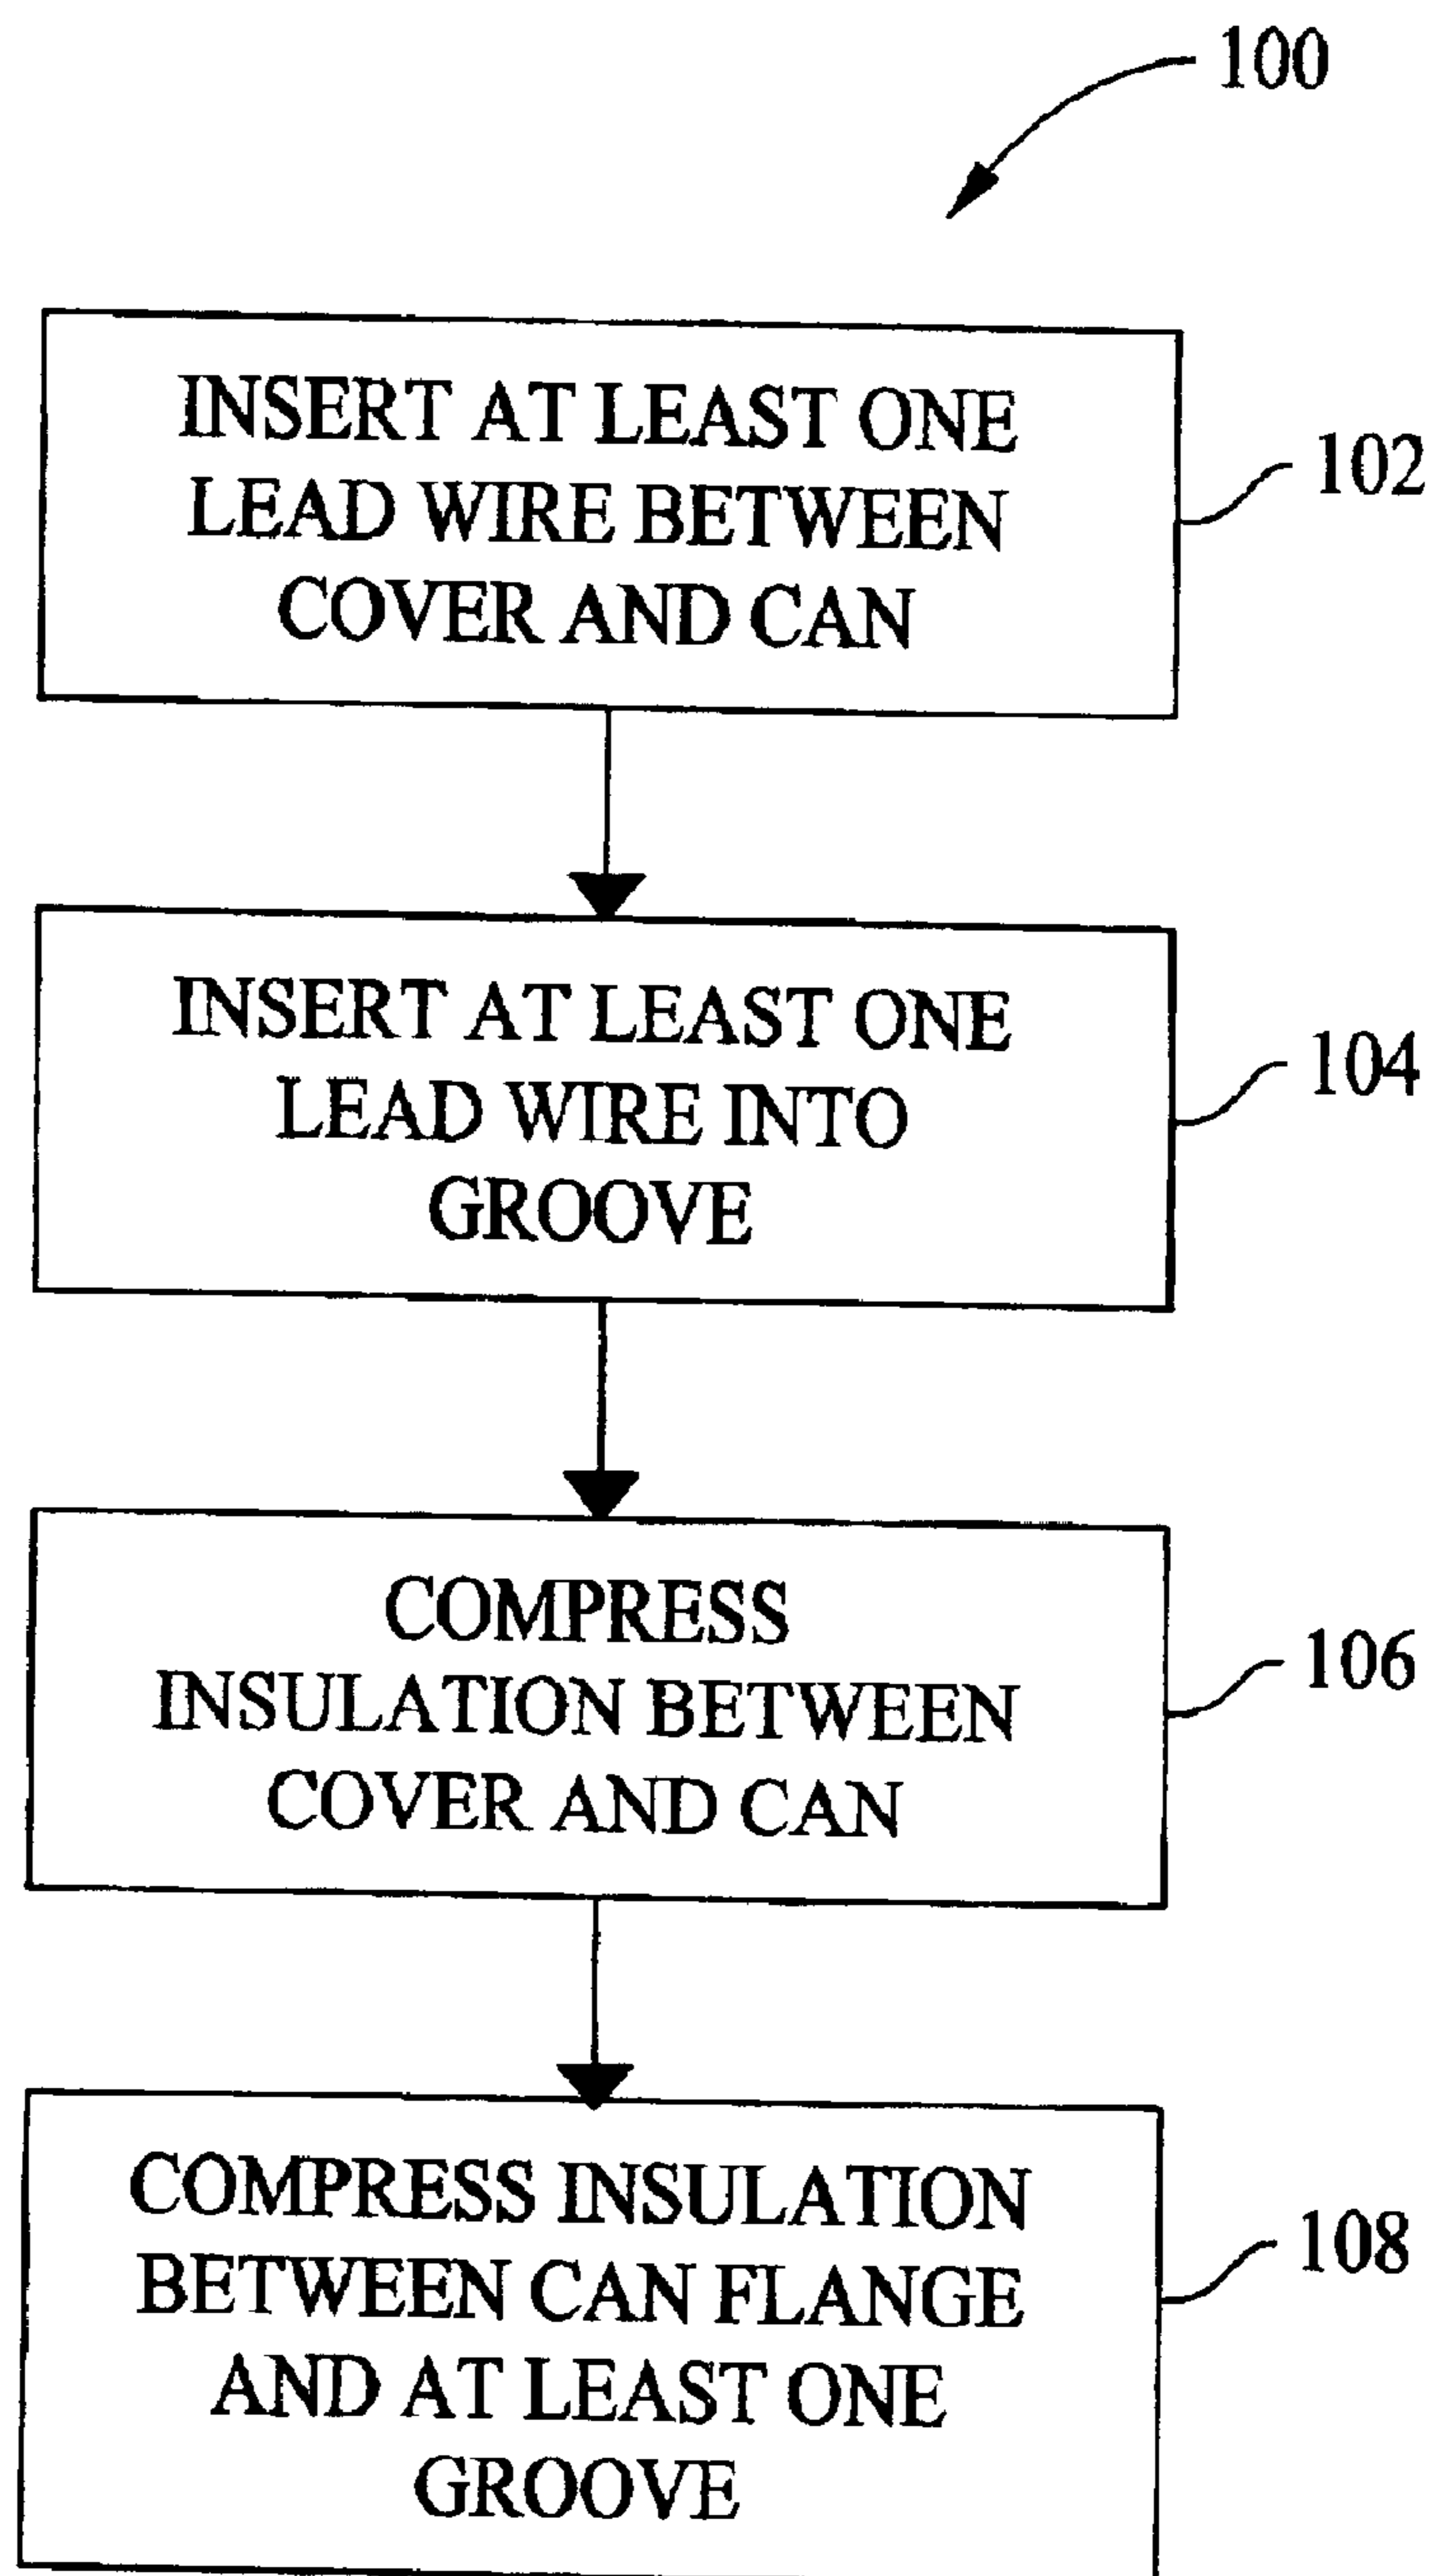 100
INSERT AT LEAST ONE
LEAD WIRE BETWEEN
COVER AND CAN
102
INSERT AT LEAST ONE
LEAD WIRE INTO
GROOVE
104
COMPRESS
INSULATION BETWEEN
COVER AND CAN
106
COMPRESS INSULATION
BETWEEN CAN FLANGE
AND AT LEAST ONE
GROOVE
108